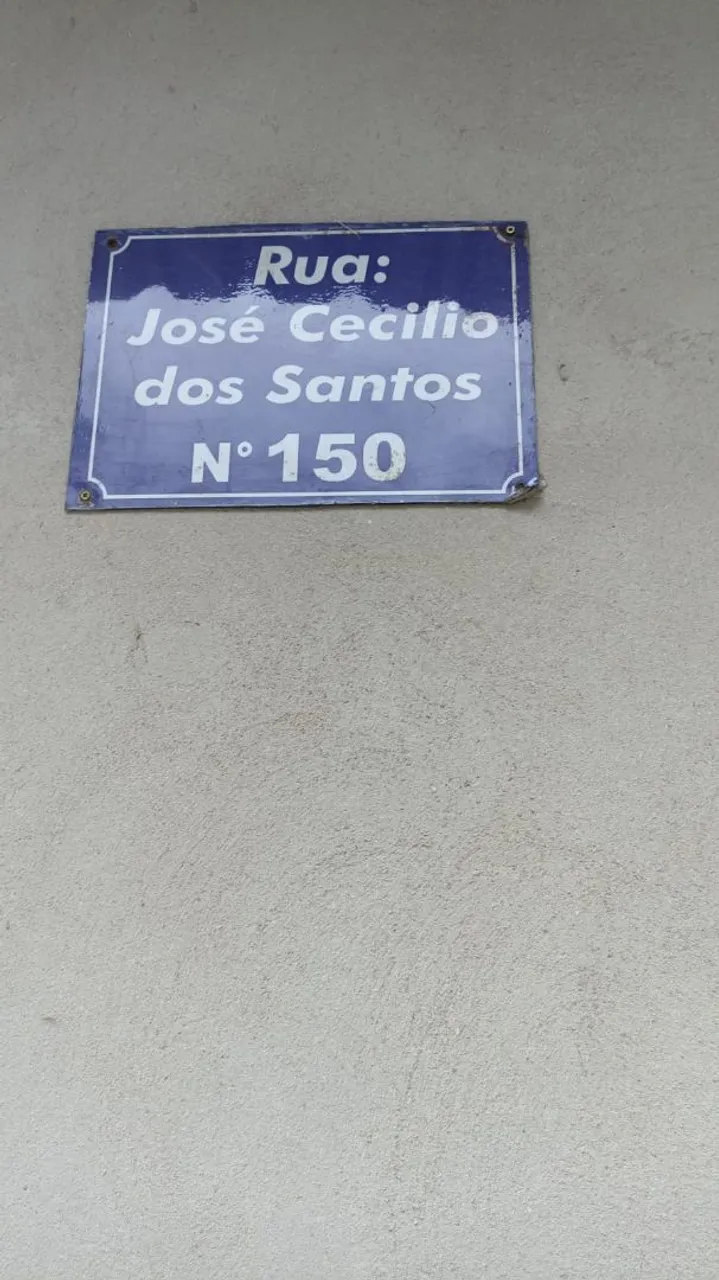 Rua:
José Cecilio
dos Santos
N° 150